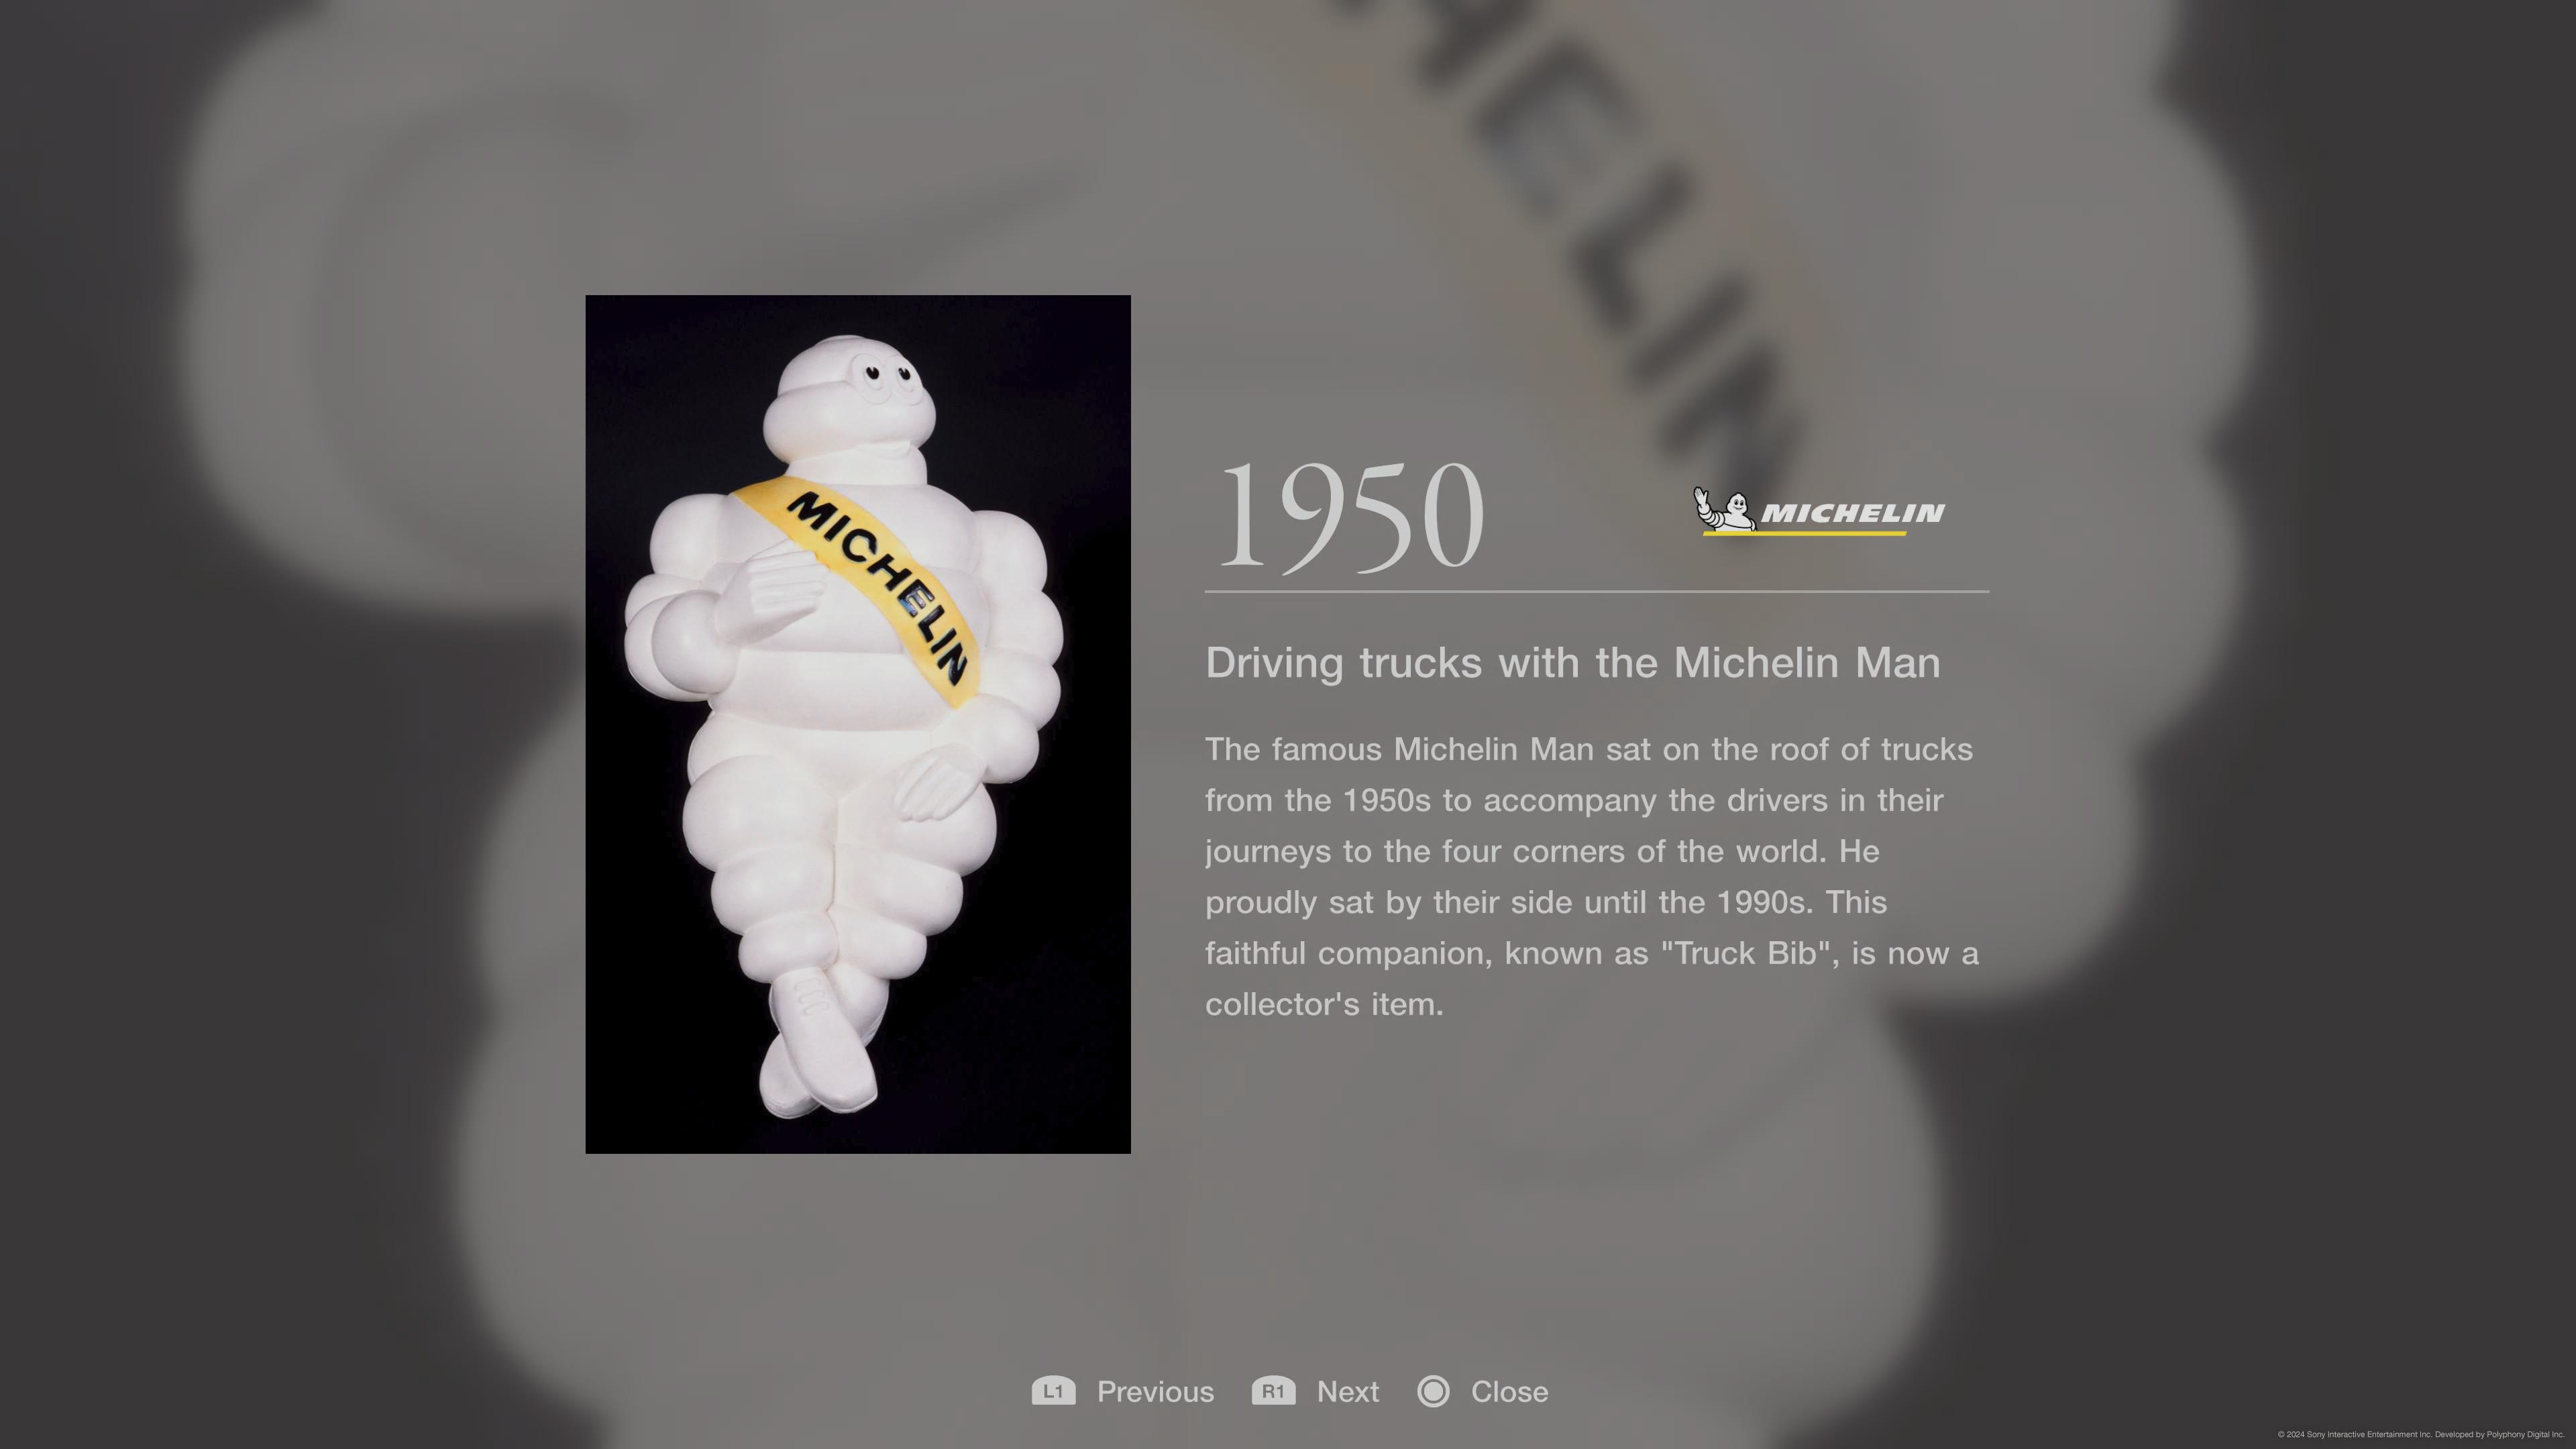 MICHELIN
1950
MICHELIN
Driving trucks with the Michelin Man
The famous Michelin Man sat on the roof of trucks
from the 1950s to accompany the drivers in their
journeys to the four corners of the world. He
proudly sat by their side until the 1990s. This
faithful companion, known as "Truck Bib", is now a
collector's item.
L1 Previous R1 Next Close
© 2024 Sony Interactive Entertainment Inc. Developed by Polyphony Digital Inc.